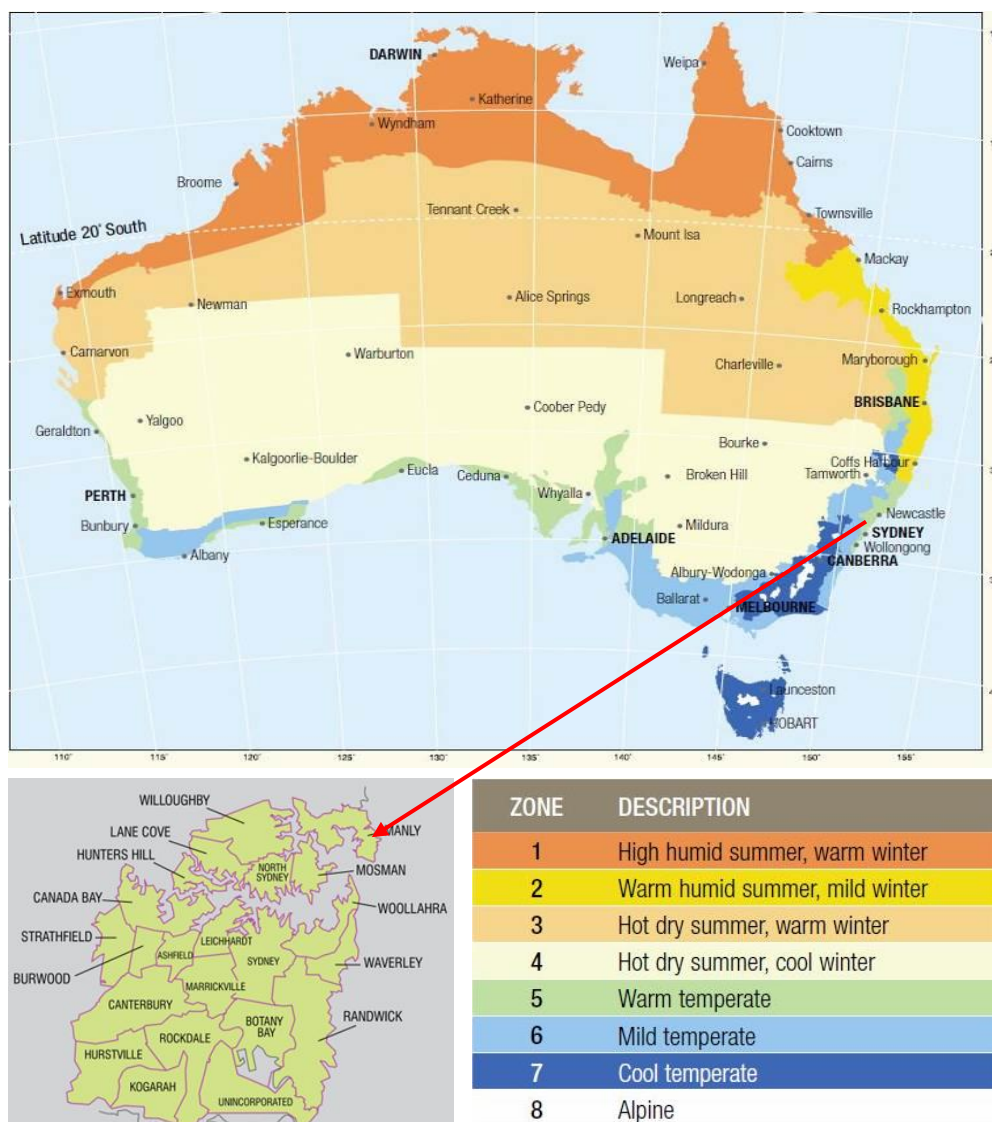 DARWIN
Weipa
Katherine
Wyndham
Cooktown
Cairns
Broome
Tennant Creek
Townsville
Latitude 20° South
Mount Isa
Mackay
Exmouth
Newman
Alice Springs
Longreach
Rockhampton
Carnarvon
Warburton
Charleville
Maryborough
Coober Pedy
BRISBANE
Geraldton
Yalgoo
Bourke
Kalgoorlie-Boulder
Eucla
Ceduna
Broken Hill
Coffs Harbour
Tamworth
PERTH
Whyalla
Newcastle
Bunbury
Esperance
Mildura
SYDNEY
Albany
ADELAIDE
Wollongong
CANBERRA
Albury-Wodonga
Ballarat
MELBOURNE
Launceston
HOBART
110°
115°
120°
125°
130°
135°
140°
145°
150°
155°
WILLOUGHBY
LANE COVE
MANLY
HUNTERS HILL
NORTH
SYDNEY
MOSMAN
CANADA BAY
WOOLLAHRA
STRATHFIELD
LEICHHARDT
ASHFIELD
SYDNEY
WAVERLEY
BURWOOD
MARRICKVILLE
CANTERBURY
RANDWICK
BOTANY
BAY
ROCKDALE
HURSTVILLE
KOGARAH
UNINCORPORATED
ZONE DESCRIPTION
1 High humid summer, warm winter
2 Warm humid summer, mild winter
3 Hot dry summer, warm winter
4 Hot dry summer, cool winter
5 Warm temperate
6 Mild temperate
7 Cool temperate
8 Alpine